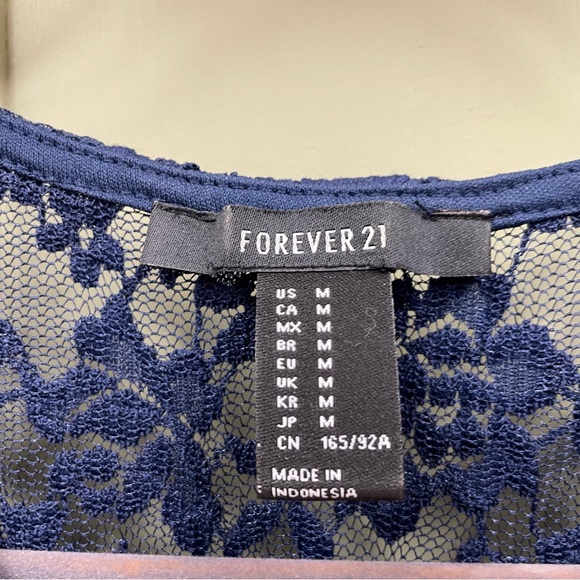 FOREVER 21
US M
CA M
MX M
BR M
EU M
UK M
KR M
JP M
CN 165/92A
MADE IN
INDONESIA